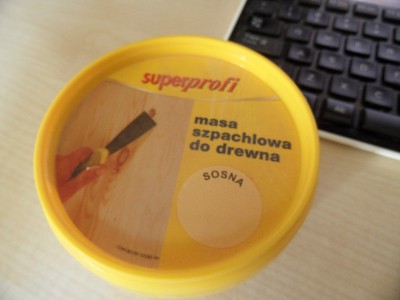 superprofi
masa
szpachlowa
do drewna
SOSNA